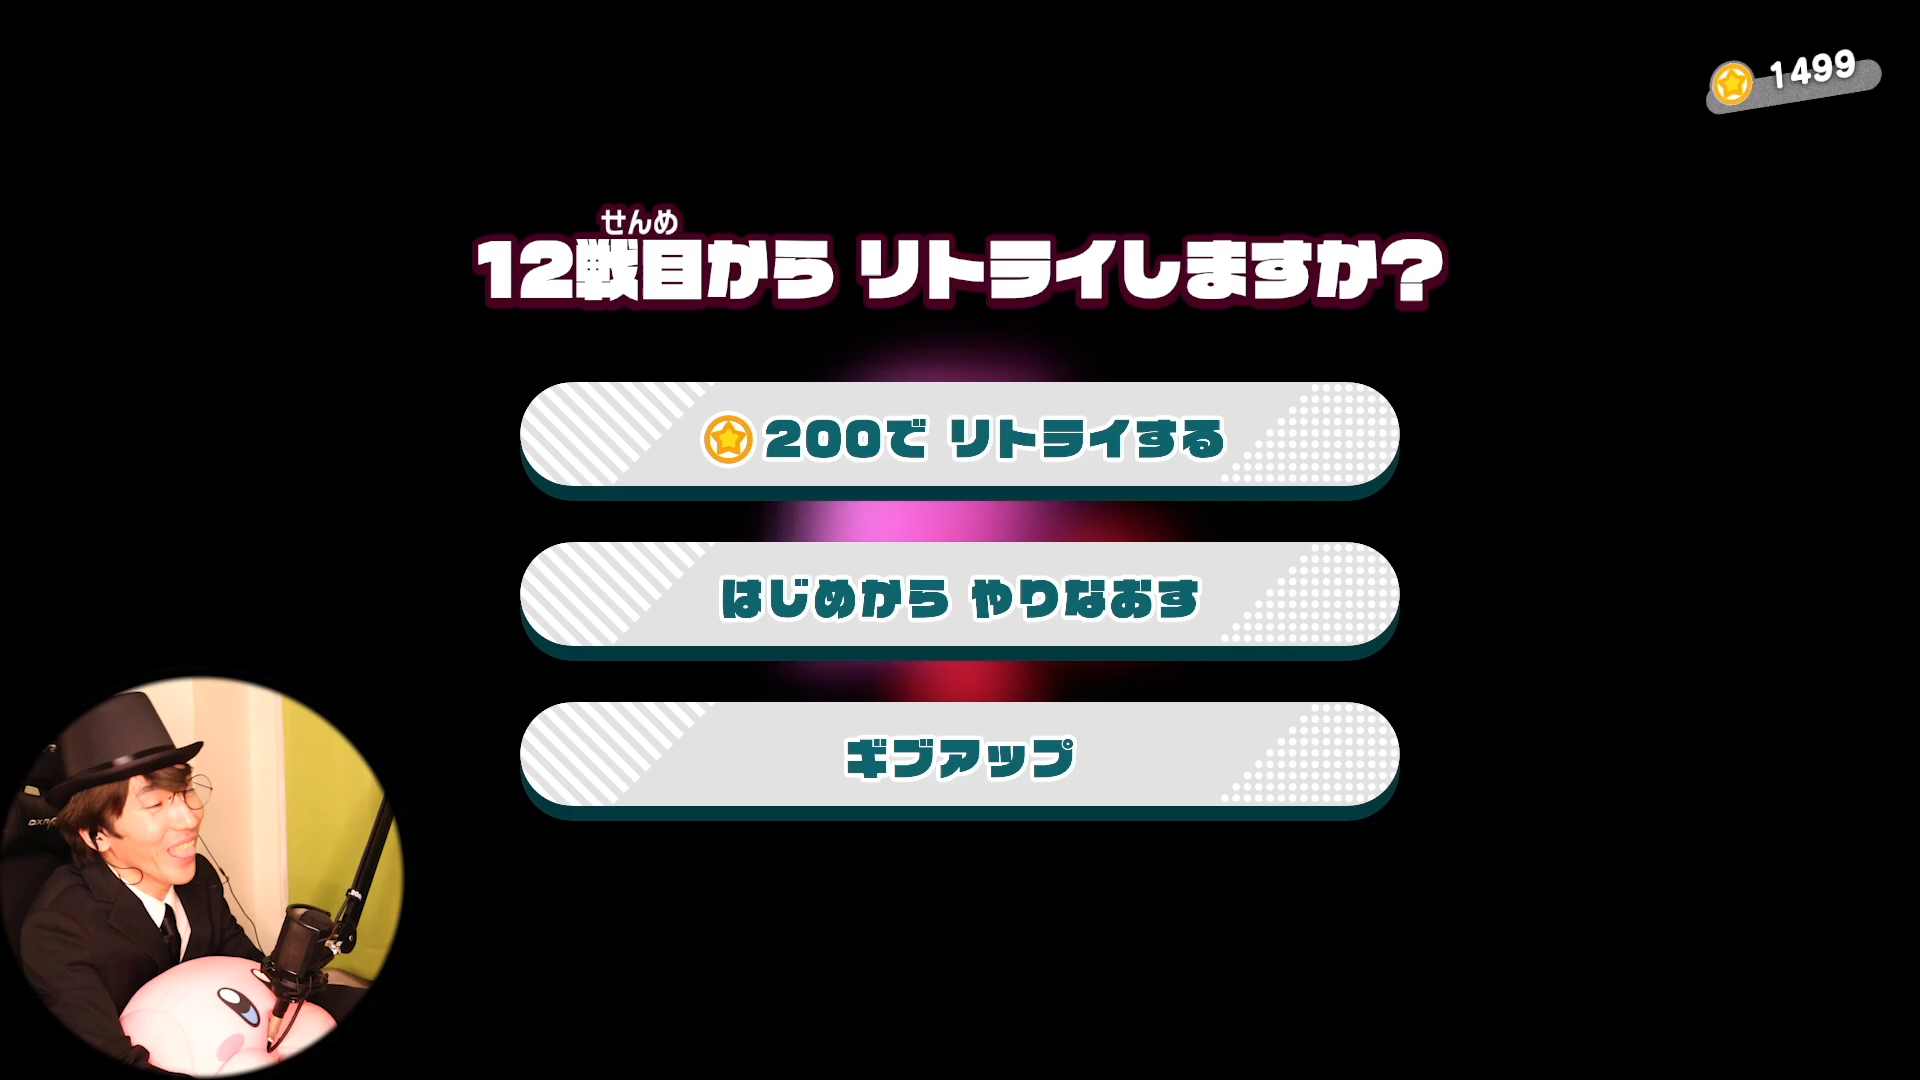 1499
せんめ
12戦目から リトライしますか?
200で リトライする
はじめから やりなおす
ギブアップ